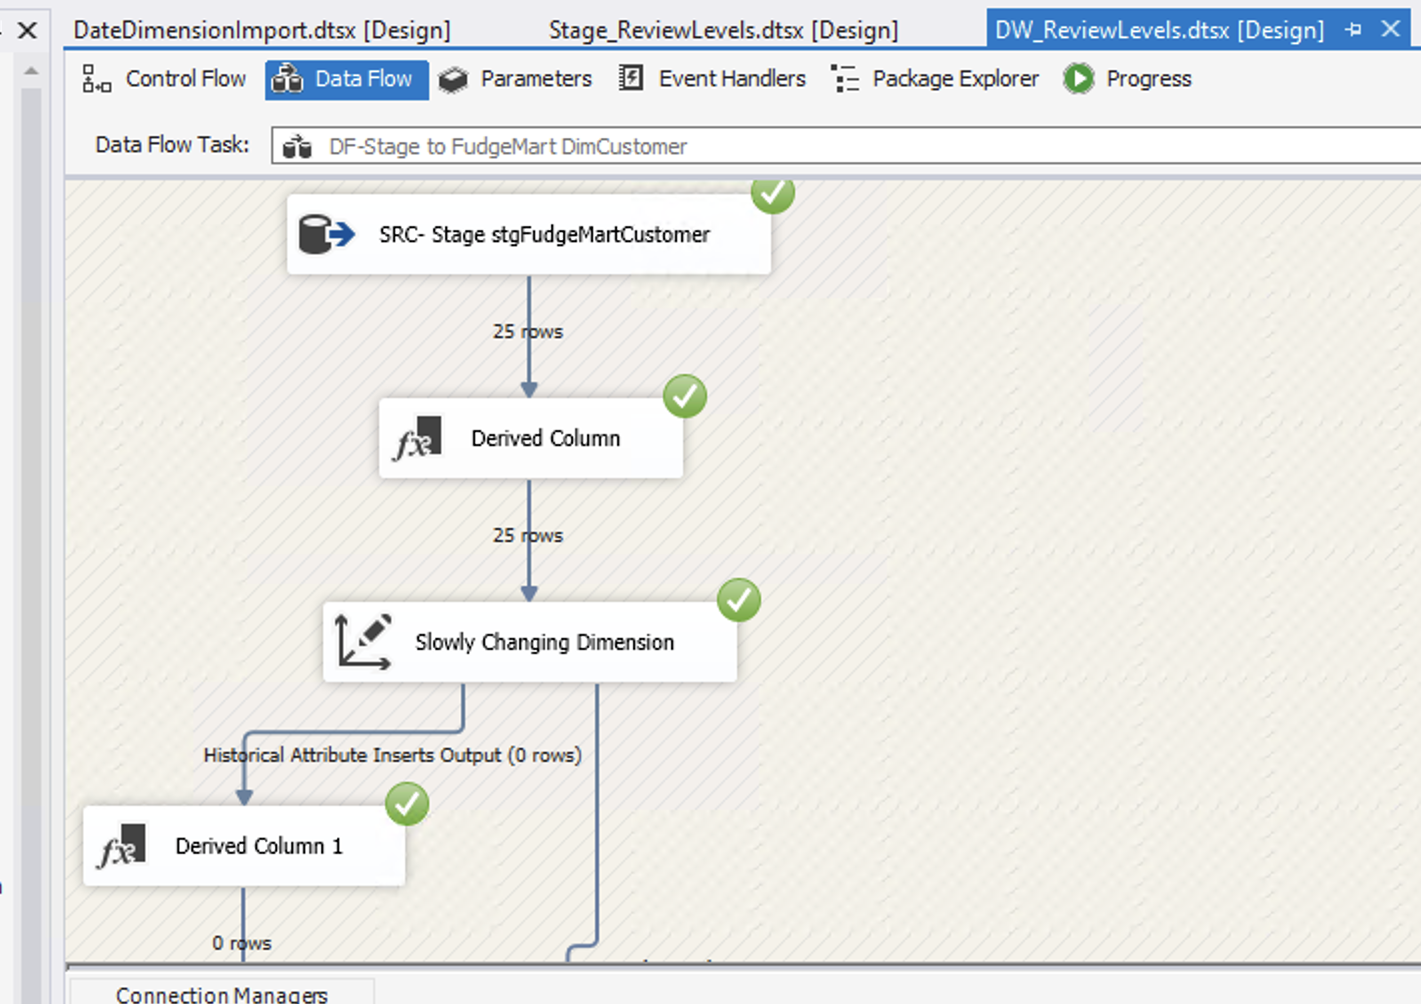 DateDimensionImport.dtsx [Design]
Stage_ReviewLevels.dtsx [Design]
DW_ReviewLevels.dtsx [Design]
Control Flow
Data Flow
Parameters
Event Handlers
Package Explorer
Progress
Data Flow Task:
DF-Stage to FudgeMart DimCustomer
SRC- Stage stgFudgeMartCustomer
25 rows
Derived Column
25 rows
Slowly Changing Dimension
Historical Attribute Inserts Output (0 rows)
Derived Column 1
0 rows
Connection Managers